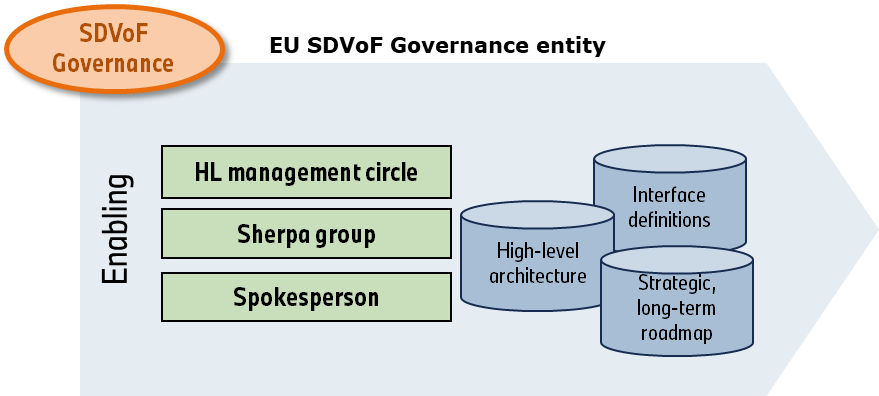 SDVoF
Governance
EU SDVoF Governance entity
Enabling
HL management circle
Sherpa group
Spokesperson
High-level
architecture
Interface
definitions
Strategic,
long-term
roadmap